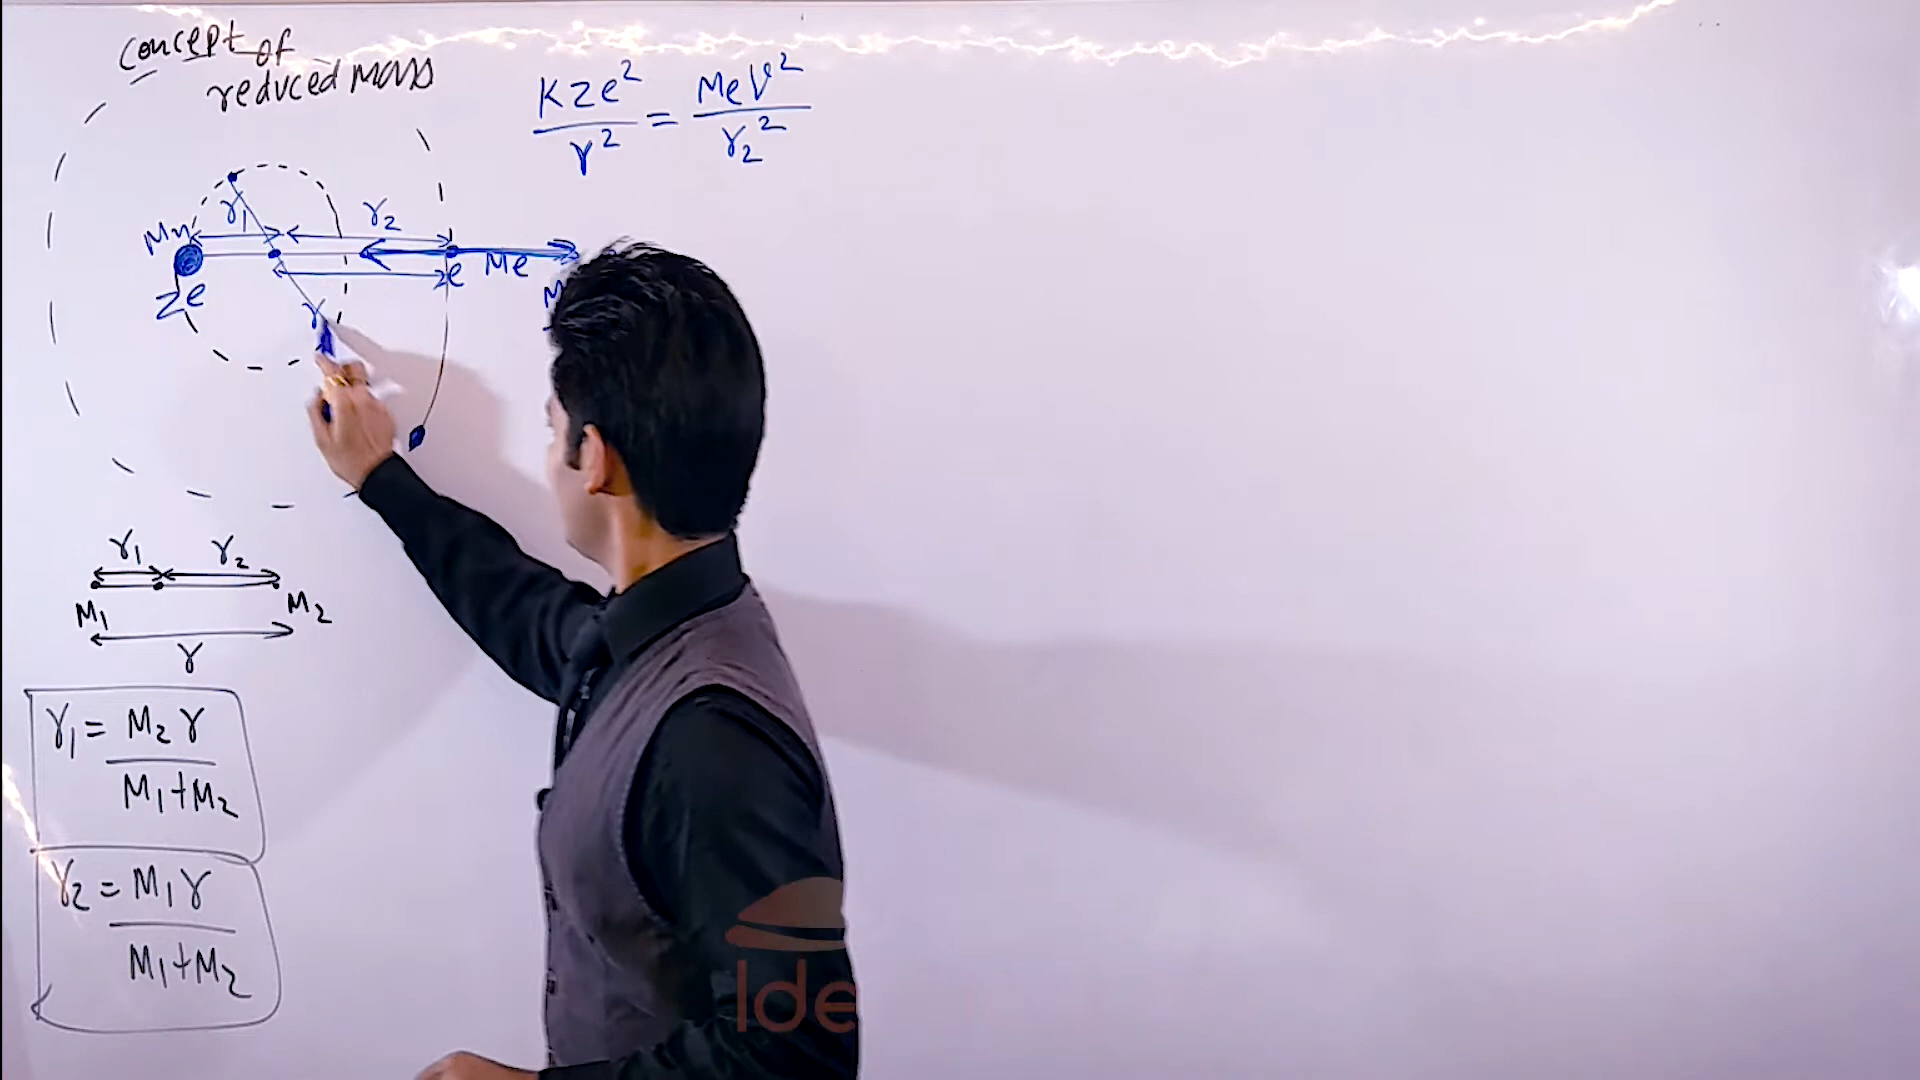 concept of
reduced mass
KZe² / r² = MeV² / r₂²
r₁
r₂
Mn
Ze
e
Me
r
r₁ r₂
M₁ M₂
r
r₁ = M₂ r / M₁+M₂
r₂ = M₁ r / M₁+M₂
Ide